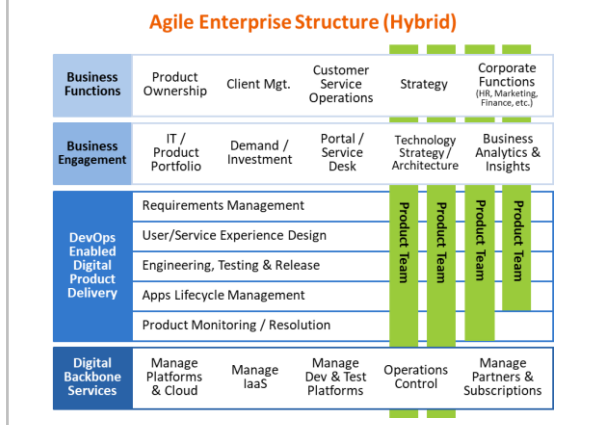 Agile Enterprise Structure (Hybrid)
Business
Functions
Product
Ownership
Client Mgt.
Customer
Service
Operations
Strategy
Corporate
Functions
(HR, Marketing,
Finance, etc.)
Business
Engagement
IT /
Product
Portfolio
Demand /
Investment
Portal /
Service
Desk
Technology
Strategy /
Architecture
Business
Analytics &
Insights
DevOps
Enabled
Digital
Product
Delivery
Requirements Management
User/Service Experience Design
Engineering, Testing & Release
Apps Lifecycle Management
Product Monitoring / Resolution
Product Team
Product Team
Product Team
Product Team
Digital
Backbone
Services
Manage
Platforms
& Cloud
Manage
IaaS
Manage
Dev & Test
Platforms
Operations
Control
Manage
Partners &
Subscriptions